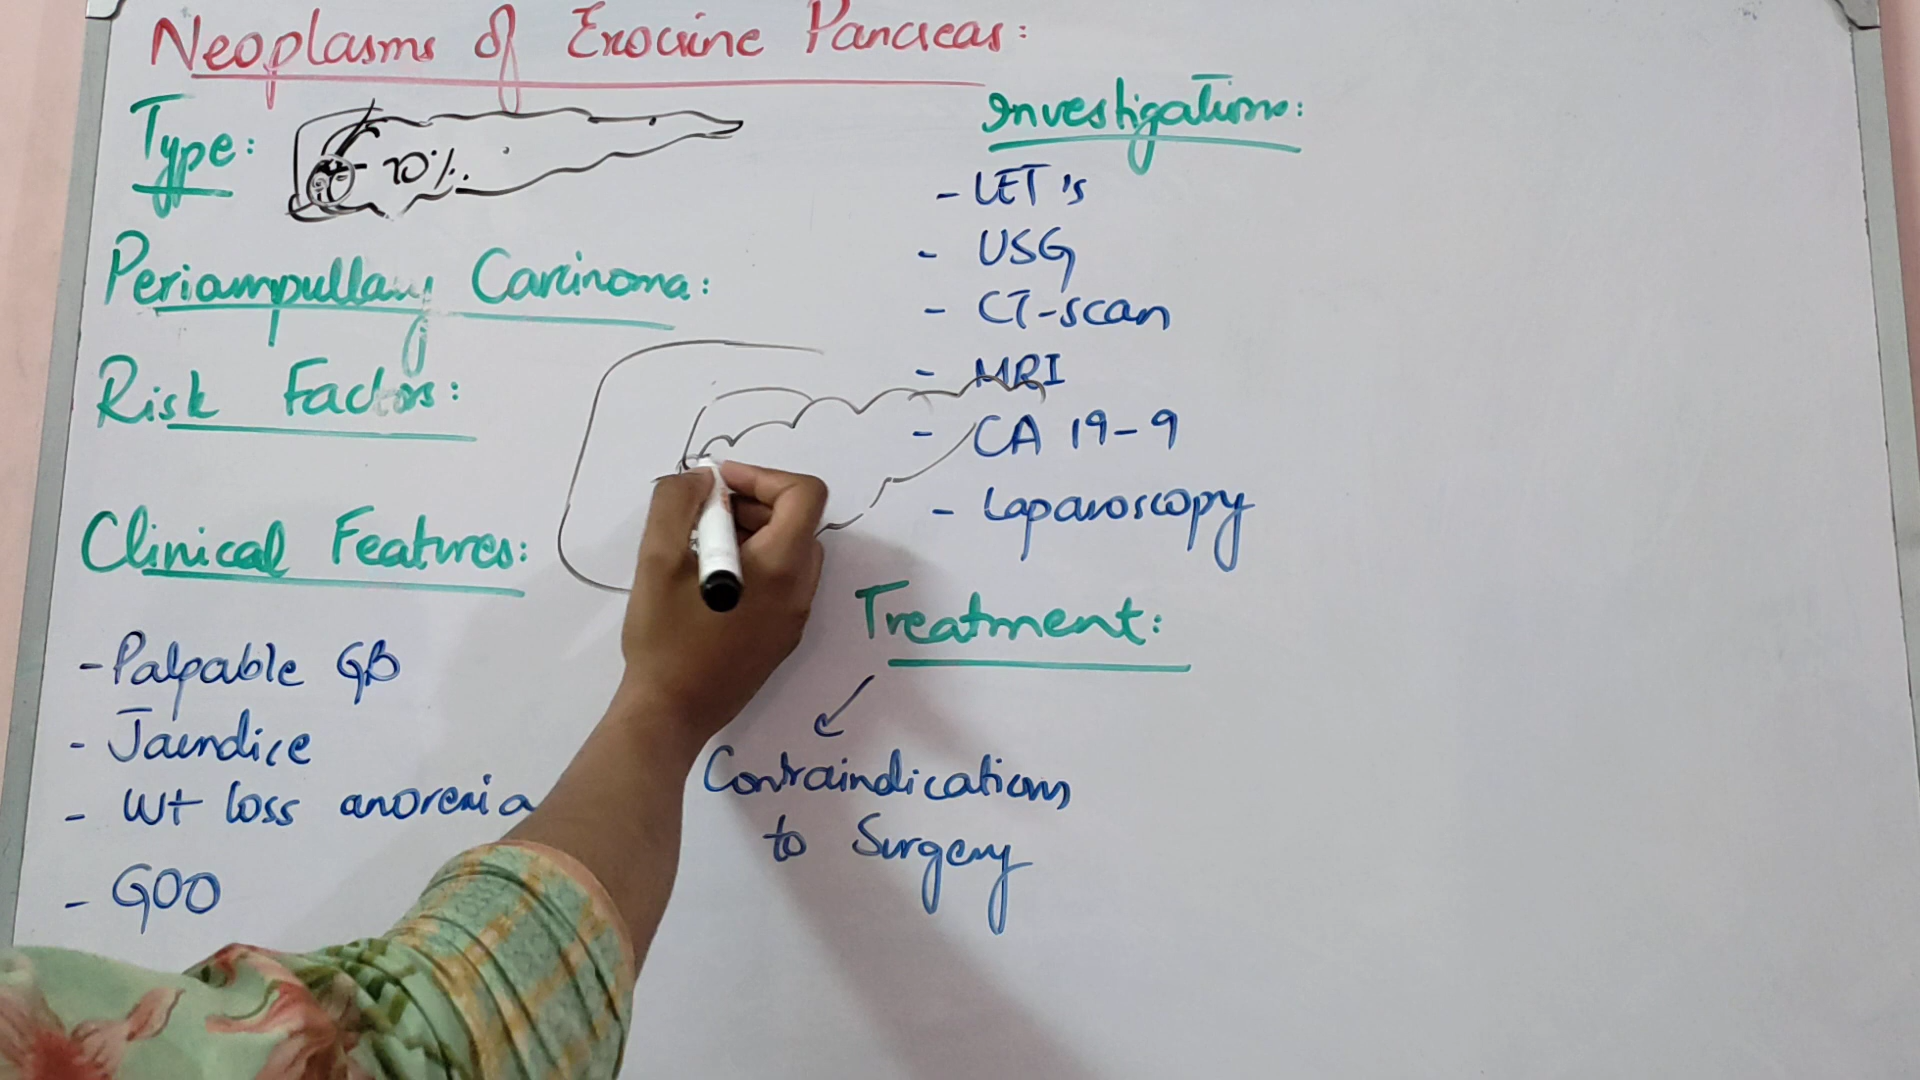 Neoplasms of Exocrine Pancreas:
Type:
70%.
Periampullary Carcinoma:
Risk Factors:
Clinical Features:
- Palpable GB
- Jaundice
- Wt loss anorexia
- GOO
Investigations:
- LFT's
- USG
- CT-scan
- MRI
- CA 19-9
- Laparoscopy
Treatment:
Contraindications
to Surgery